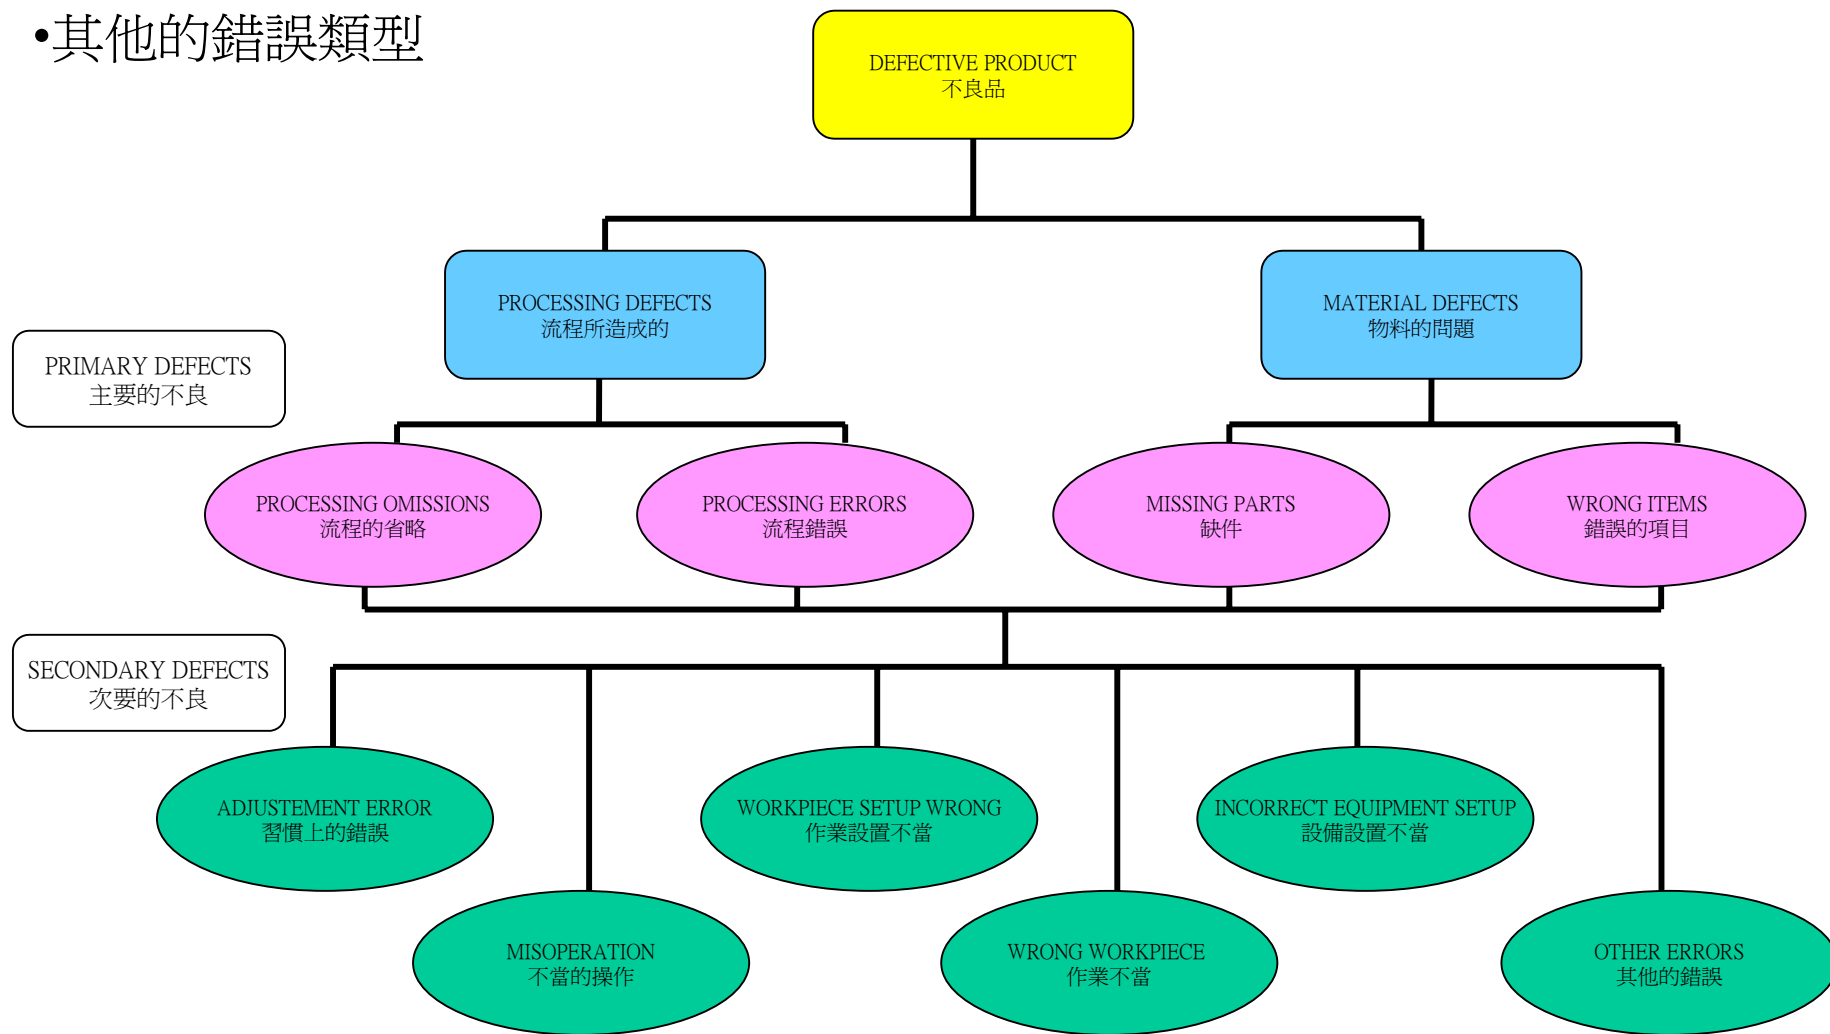 •其他的錯誤類型
DEFECTIVE PRODUCT
不良品
PROCESSING DEFECTS
流程所造成的
MATERIAL DEFECTS
物料的問題
PRIMARY DEFECTS
主要的不良
PROCESSING OMISSIONS
流程的省略
PROCESSING ERRORS
流程錯誤
MISSING PARTS
缺件
WRONG ITEMS
錯誤的項目
SECONDARY DEFECTS
次要的不良
ADJUSTEMENT ERROR
習慣上的錯誤
WORKPIECE SETUP WRONG
作業設置不當
INCORRECT EQUIPMENT SETUP
設備設置不當
MISOPERATION
不當的操作
WRONG WORKPIECE
作業不當
OTHER ERRORS
其他的錯誤